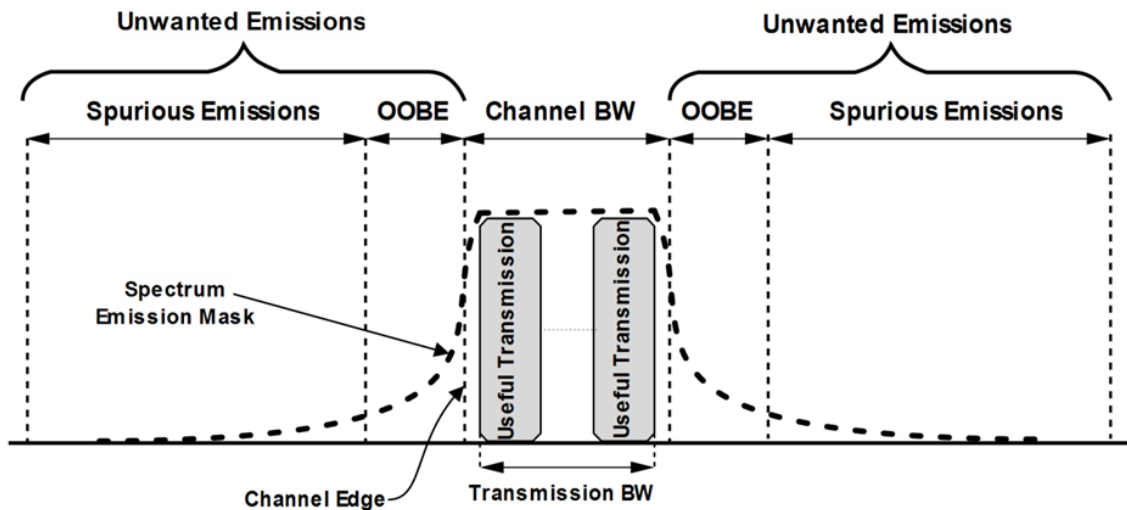 Unwanted Emissions
Unwanted Emissions
Spurious Emissions
OOBE
Channel BW
OOBE
Spurious Emissions
Useful Transmission
Useful Transmission
Spectrum
Emission Mask
Channel Edge
Transmission BW